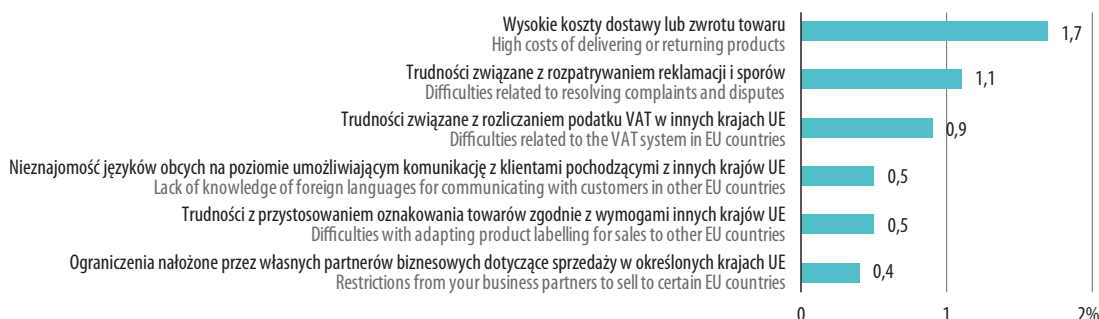 Wysokie koszty dostawy lub zwrotu towaru
High costs of delivering or returning products
1,7
Trudności związane z rozpatrywaniem reklamacji i sporów
Difficulties related to resolving complaints and disputes
1,1
Trudności związane z rozliczaniem podatku VAT w innych krajach UE
Difficulties related to the VAT system in EU countries
0,9
Nieznajomość języków obcych na poziomie umożliwiającym komunikację z klientami pochodzącymi z innych krajów UE
Lack of knowledge of foreign languages for communicating with customers in other EU countries
0,5
Trudności z przystosowaniem oznakowania towarów zgodnie z wymogami innych krajów UE
Difficulties with adapting product labelling for sales to other EU countries
0,5
Ograniczenia nałożone przez własnych partnerów biznesowych dotyczące sprzedaży w określonych krajach UE
Restrictions from your business partners to sell to certain EU countries
0,4
0 1 2%